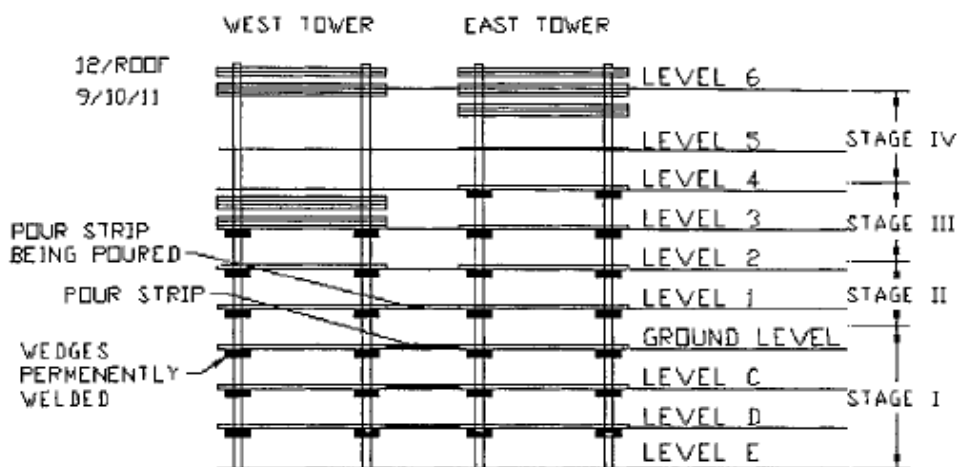 WEST TOWER
EAST TOWER
12/ROOF
9/10/11
LEVEL 6
LEVEL 5
STAGE IV
LEVEL 4
LEVEL 3
STAGE III
POUR STRIP
BEING POURED
LEVEL 2
POUR STRIP
LEVEL 1
STAGE II
GROUND LEVEL
WEDGES
PERMENENTLY
WELDED
LEVEL C
STAGE I
LEVEL D
LEVEL E